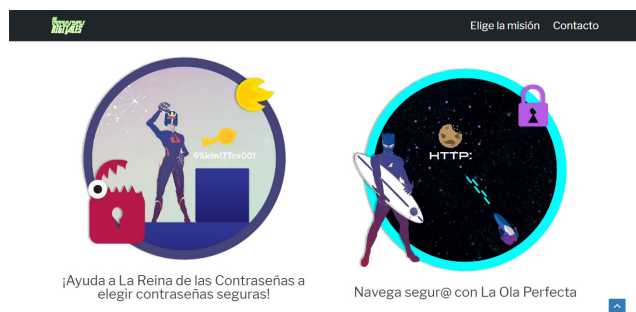 Elige la misión Contacto
HTTP:
¡Ayuda a La Reina de las Contraseñas a
elegir contraseñas seguras!
Navega segur@ con La Ola Perfecta